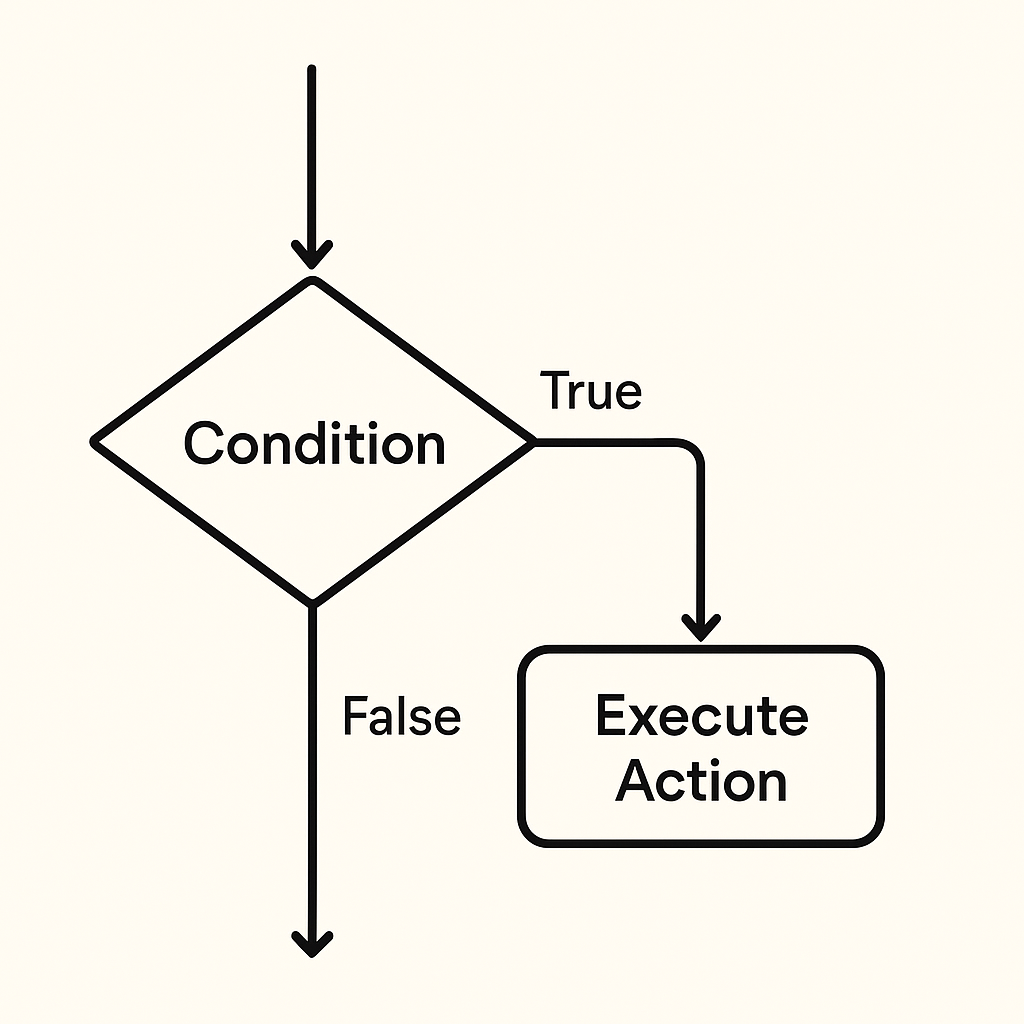 True
Condition
False
Execute
Action